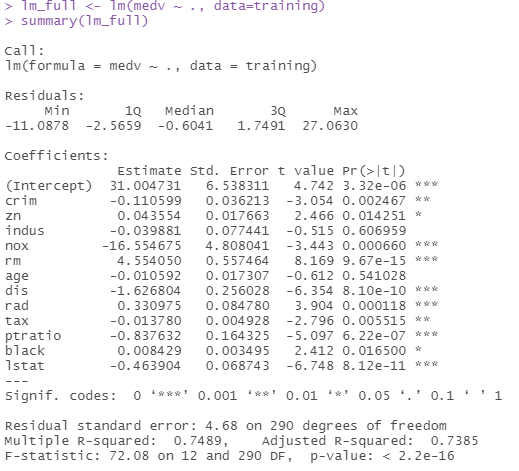 > lm_full <- lm(medv ~ ., data=training)
> summary(lm_full)
Call:
lm(formula = medv ~ ., data = training)
Residuals:
     Min       1Q   Median       3Q      Max
-11.0878  -2.5659  -0.6041   1.7491  27.0630
Coefficients:
              Estimate Std. Error t value Pr(>|t|)
(Intercept)  31.004731   6.538311   4.742 3.32e-06 ***
crim         -0.110599   0.036213  -3.054 0.002467 **
zn            0.043554   0.017663   2.466 0.014251 *
indus        -0.039881   0.077441  -0.515 0.606959
nox         -16.554675   4.808041  -3.443 0.000660 ***
rm            4.554050   0.557464   8.169 9.67e-15 ***
age          -0.010592   0.017307  -0.612 0.541028
dis          -1.626804   0.256028  -6.354 8.10e-10 ***
rad           0.330975   0.084780   3.904 0.000118 ***
tax          -0.013780   0.004928  -2.796 0.005515 **
ptratio      -0.837632   0.164325  -5.097 6.22e-07 ***
black         0.008429   0.003495   2.412 0.016500 *
lstat        -0.463904   0.068743  -6.748 8.12e-11 ***
---
Signif. codes:  0 ‘***’ 0.001 ‘**’ 0.01 ‘*’ 0.05 ‘.’ 0.1 ‘ ’ 1
Residual standard error: 4.68 on 290 degrees of freedom
Multiple R-squared:  0.7489,    Adjusted R-squared:  0.7385
F-statistic: 72.08 on 12 and 290 DF,  p-value: < 2.2e-16